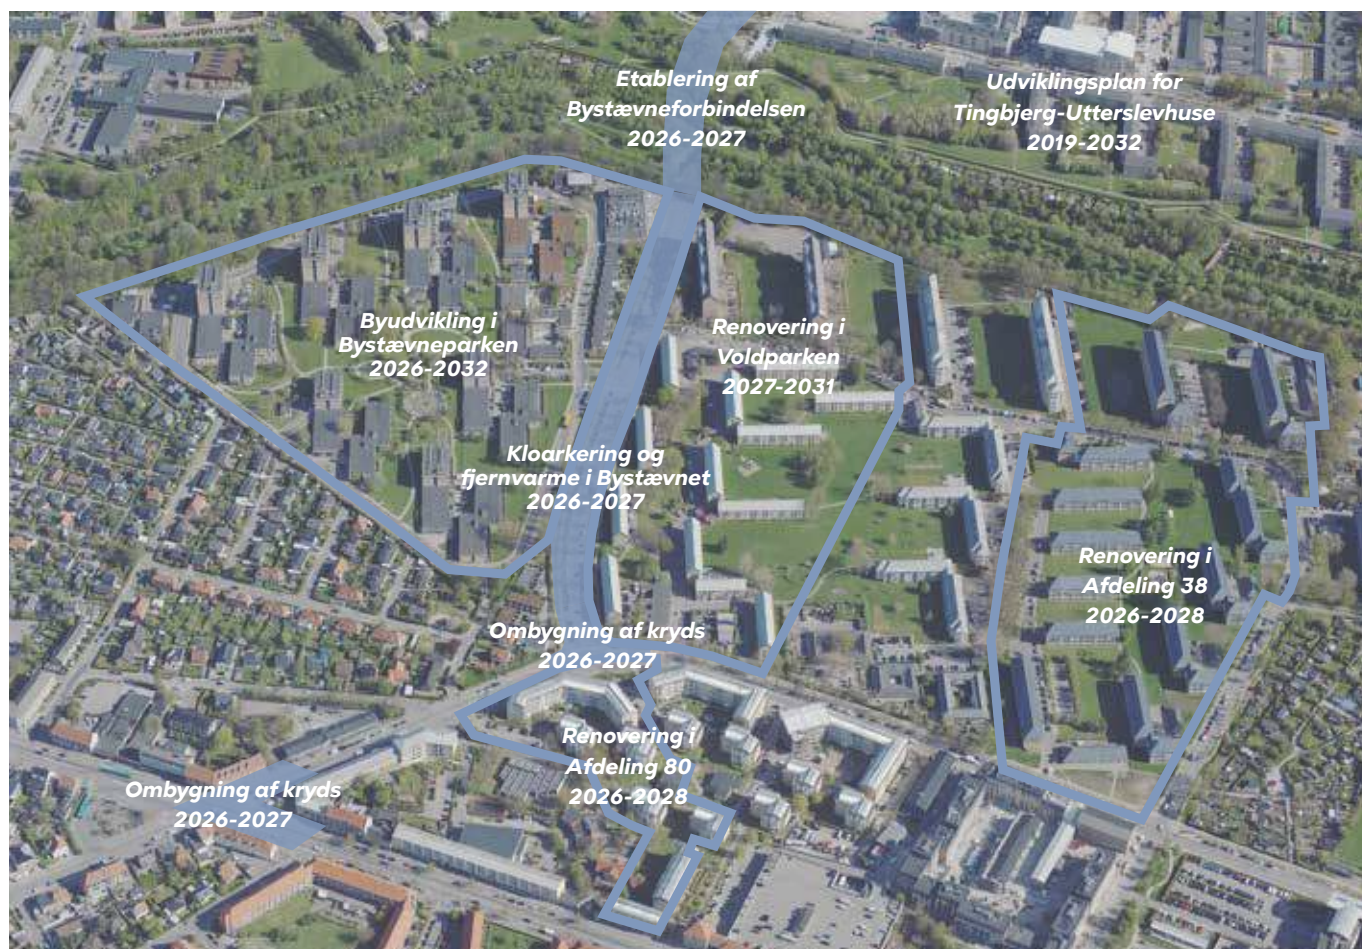 Etablering af
Bystævneforbindelsen
2026-2027
Udviklingsplan for
Tingbjerg-Utterslevhuse
2019-2032
Byudvikling i
Bystævneparken
2026-2032
Renovering i
Voldparken
2027-2031
Kloarkering og
fjernvarme i Bystævnet
2026-2027
Renovering i
Afdeling 38
2026-2028
Ombygning af kryds
2026-2027
Renovering i
Afdeling 80
2026-2028
Ombygning af kryds
2026-2027